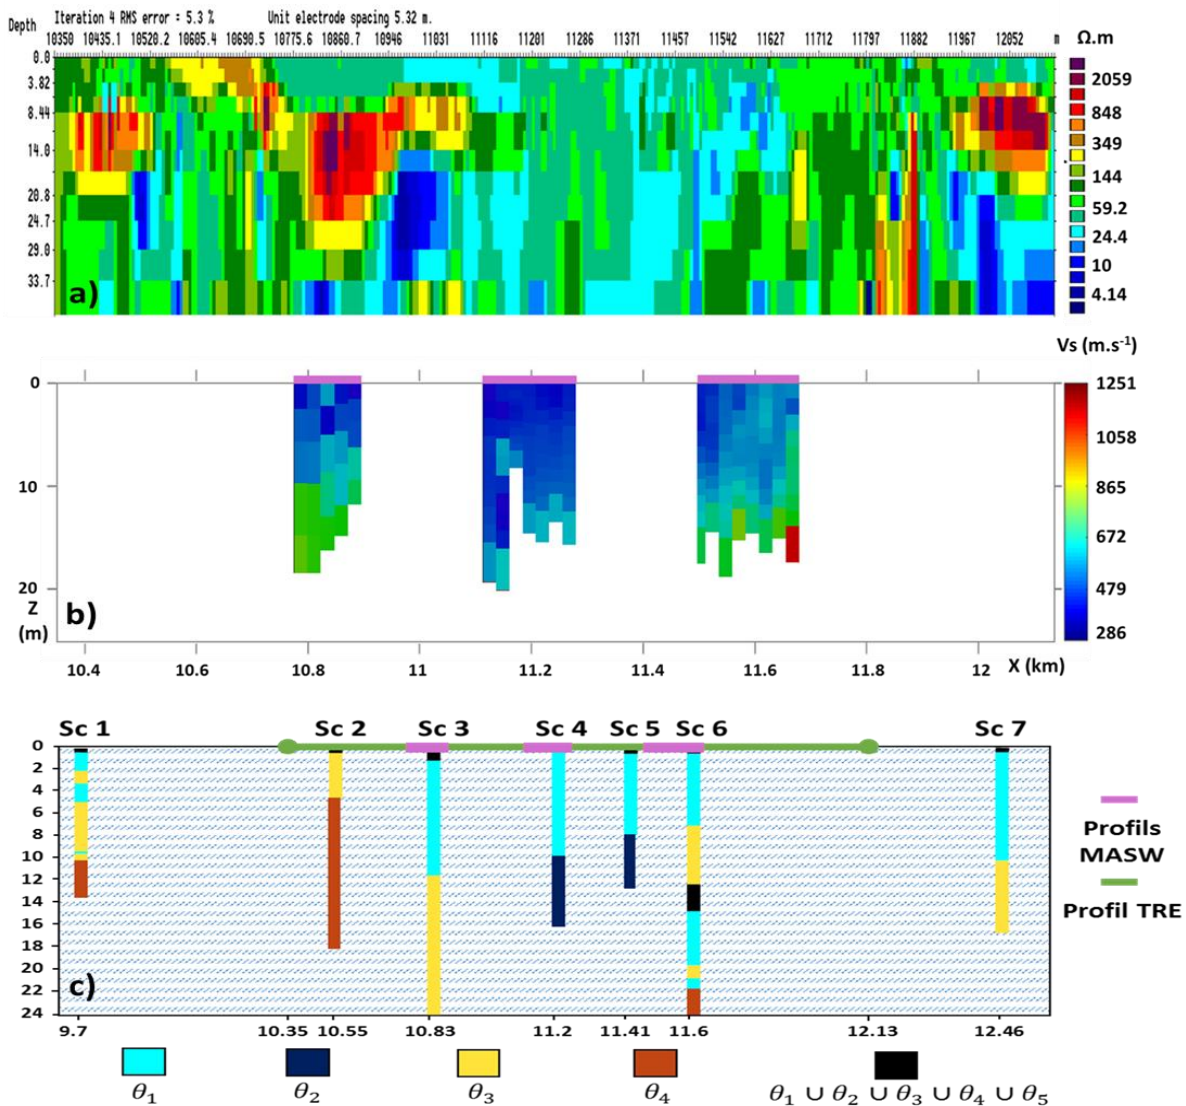 Iteration 4 RMS error = 5.3 % Unit electrode spacing 5.32 m.
Depth
10350 10435.1 10520.2 10605.4 10690.5 10775.6 10860.7 10946 11031 11116 11201 11286 11371 11457 11542 11627 11712 11797 11882 11967 12052 m
Ω.m
0.0
3.82
8.44
14.0
20.8
24.7
29.0
33.7
2059
848
349
144
59.2
24.4
10
4.14
a)
Vs (m.s-1)
0
10
20
Z
(m)
b)
1251
1058
865
672
479
286
10.4 10.6 10.8 11 11.2 11.4 11.6 11.8 12 X (km)
Sc 1 Sc 2 Sc 3 Sc 4 Sc 5 Sc 6 Sc 7
0
2
4
6
8
10
12
14
16
18
20
22
24
c)
Profils
MASW
Profil TRE
9.7 10.35 10.55 10.83 11.2 11.41 11.6 12.13 12.46
θ1 θ2 θ3 θ4 θ1 ∪ θ2 ∪ θ3 ∪ θ4 ∪ θ5